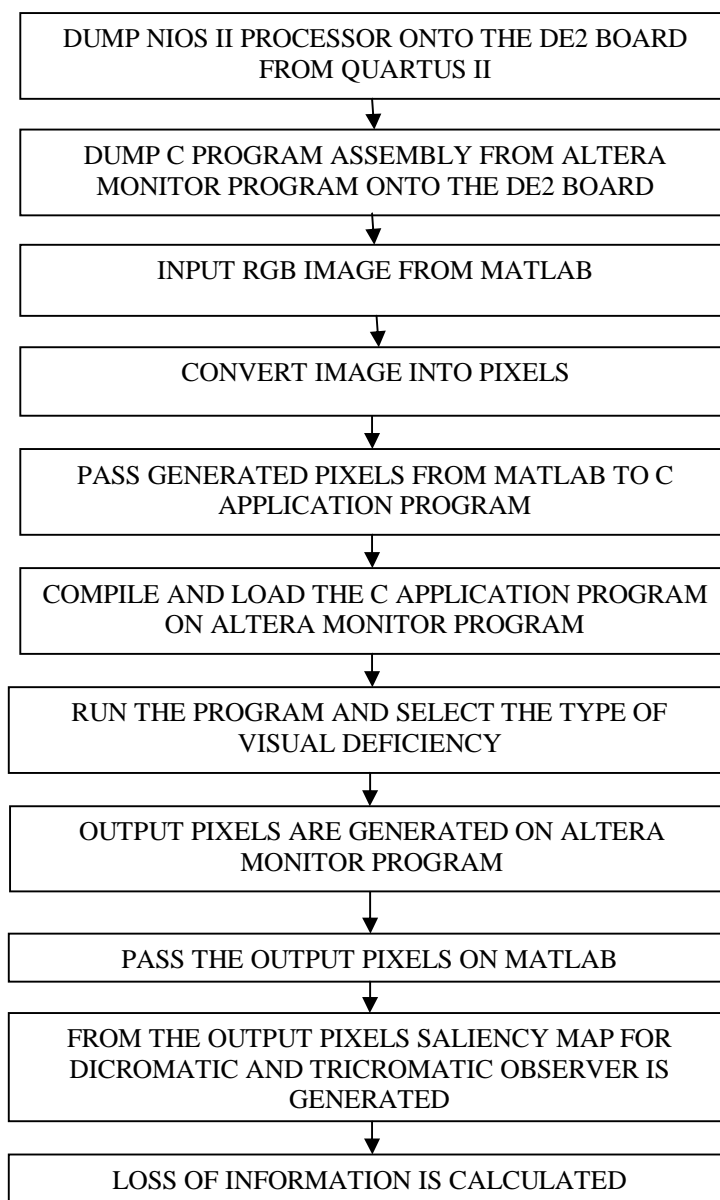 DUMP NIOS II PROCESSOR ONTO THE DE2 BOARD
FROM QUARTUS II
DUMP C PROGRAM ASSEMBLY FROM ALTERA
MONITOR PROGRAM ONTO THE DE2 BOARD
INPUT RGB IMAGE FROM MATLAB
CONVERT IMAGE INTO PIXELS
PASS GENERATED PIXELS FROM MATLAB TO C
APPLICATION PROGRAM
COMPILE AND LOAD THE C APPLICATION PROGRAM
ON ALTERA MONITOR PROGRAM
RUN THE PROGRAM AND SELECT THE TYPE OF
VISUAL DEFICIENCY
OUTPUT PIXELS ARE GENERATED ON ALTERA
MONITOR PROGRAM
PASS THE OUTPUT PIXELS ON MATLAB
FROM THE OUTPUT PIXELS SALIENCY MAP FOR
DICROMATIC AND TRICROMATIC OBSERVER IS
GENERATED
LOSS OF INFORMATION IS CALCULATED